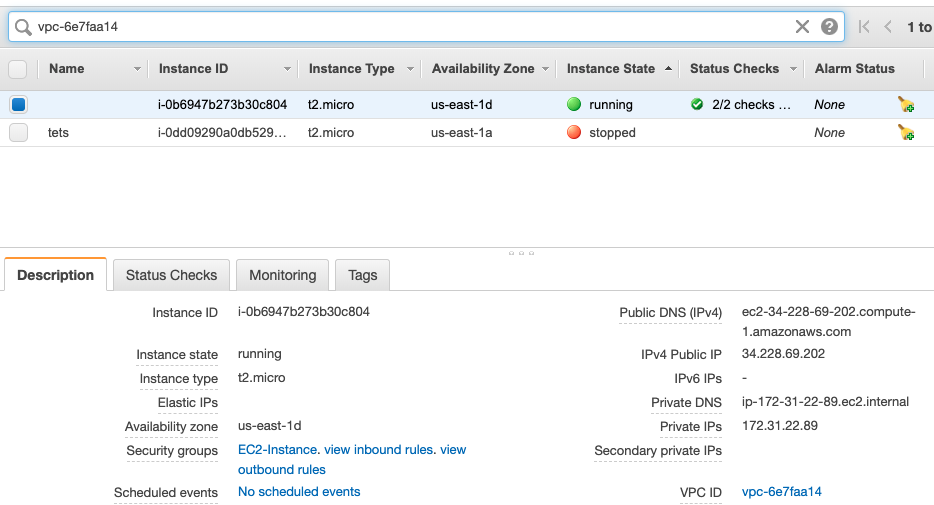 vpc-6e7faa14
1 to
Name Instance ID Instance Type Availability Zone Instance State Status Checks Alarm Status
i-0b6947b273b30c804 t2.micro us-east-1d running 2/2 checks ... None
tets i-0dd09290a0db529... t2.micro us-east-1a stopped None
Description Status Checks Monitoring Tags
Instance ID i-0b6947b273b30c804
Instance state running
Instance type t2.micro
Elastic IPs
Availability zone us-east-1d
Security groups EC2-Instance. view inbound rules. view
outbound rules
Scheduled events No scheduled events
Public DNS (IPv4) ec2-34-228-69-202.compute-
1.amazonaws.com
IPv4 Public IP 34.228.69.202
IPv6 IPs -
Private DNS ip-172-31-22-89.ec2.internal
Private IPs 172.31.22.89
Secondary private IPs
VPC ID vpc-6e7faa14